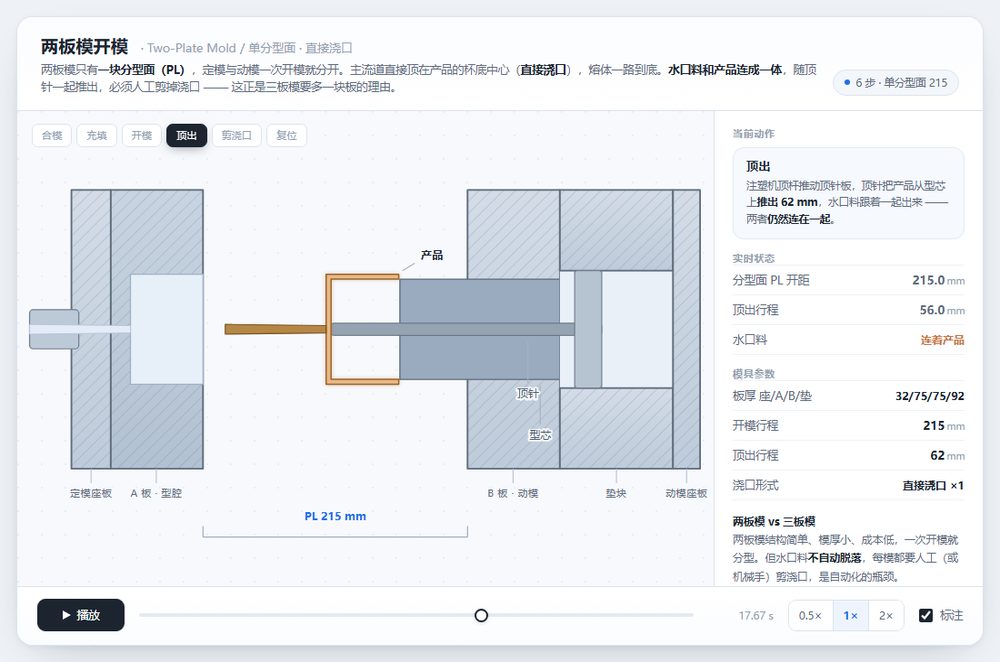 两板模开模 · Two-Plate Mold / 单分型面 · 直接浇口
两板模只有一块分型面（PL），定模与动模一次开模就分开。主流道直接顶在产品的杯底中心（直接浇口），熔体一路到底。水口料和产品连成一体，随顶
针一起推出，必须人工剪掉浇口 —— 这正是三板模要多一块板的理由。
6 步 · 单分型面 215
合模 充填 开模 顶出 剪浇口 复位
产品
顶针
型芯
定模座板 A 板 · 型腔 B 板 · 动模 垫块 动模座板
PL 215 mm
当前动作
顶出
注塑机顶杆推动顶针板，顶针把产品从型芯
上推出 62 mm，水口料跟着一起出来 ——
两者仍然连在一起。
实时状态
分型面 PL 开距 215.0 mm
顶出行程 56.0 mm
水口料 连着产品
模具参数
板厚 座/A/B/垫 32/75/75/92
开模行程 215 mm
顶出行程 62 mm
浇口形式 直接浇口 ×1
两板模 vs 三板模
两板模结构简单、模厚小、成本低，一次开模就
分型。但水口料不自动脱落，每模都要人工（或
机械手）剪浇口，是自动化的瓶颈。
播放 17.67 s 0.5× 1× 2× 标注